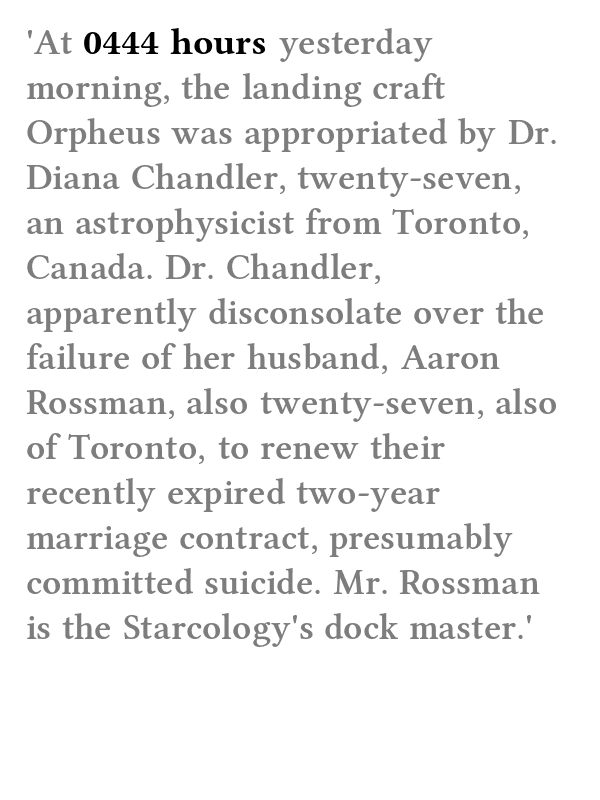 'At 0444 hours yesterday
morning, the landing craft
Orpheus was appropriated by Dr.
Diana Chandler, twenty-seven,
an astrophysicist from Toronto,
Canada. Dr. Chandler,
apparently disconsolate over the
failure of her husband, Aaron
Rossman, also twenty-seven, also
of Toronto, to renew their
recently expired two-year
marriage contract, presumably
committed suicide. Mr. Rossman
is the Starcology's dock master.'